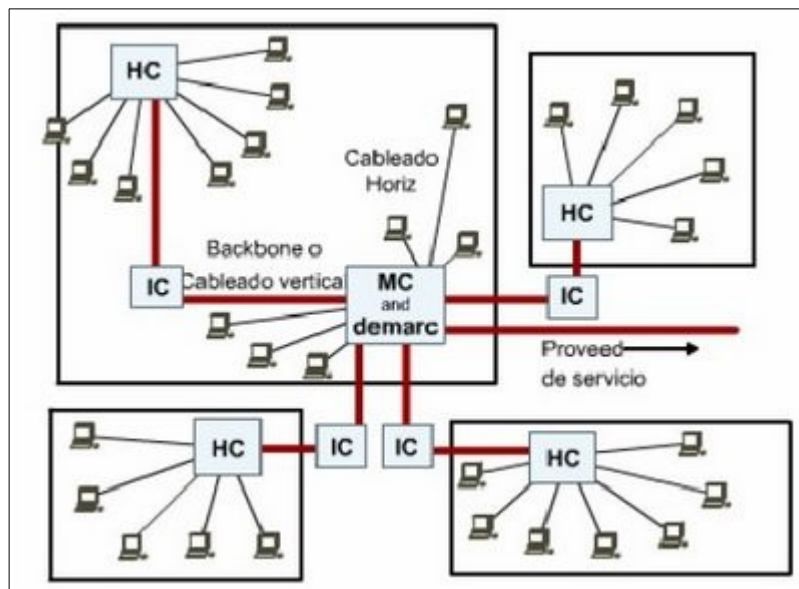 HC
Cableado
Horiz
HC
Backbone o
Cableado vertica
IC
MC
and
demarc
IC
Proveed
de servicio
HC
IC
IC
HC